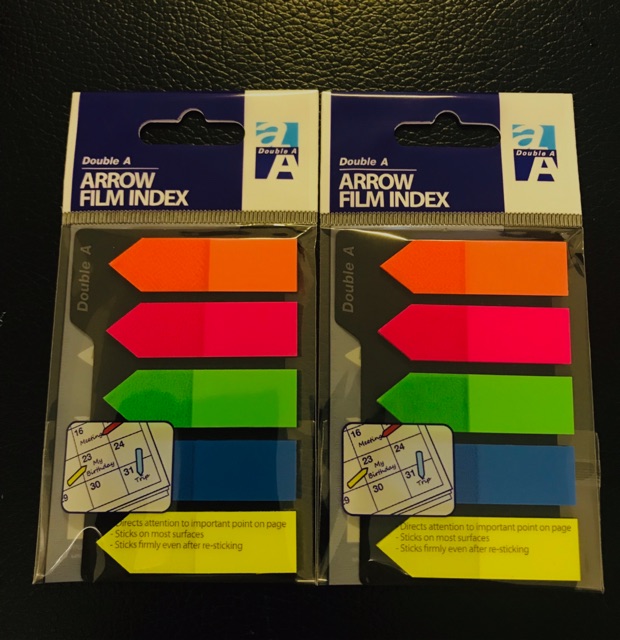 a
Double A
A
Double A
ARROW
FILM INDEX
Double A
16
Meeting
24
23
My
Birthday
31
Trip
30
29
Directs attention to important point on page
- Sticks on most surfaces
- Sticks firmly even after re-sticking
a
Double A
A
Double A
ARROW
FILM INDEX
Double A
16
Meeting
24
23
My
Birthday
31
Trip
30
9
Directs attention to important point on page
- Sticks on most surfaces
- Sticks firmly even after re-sticking